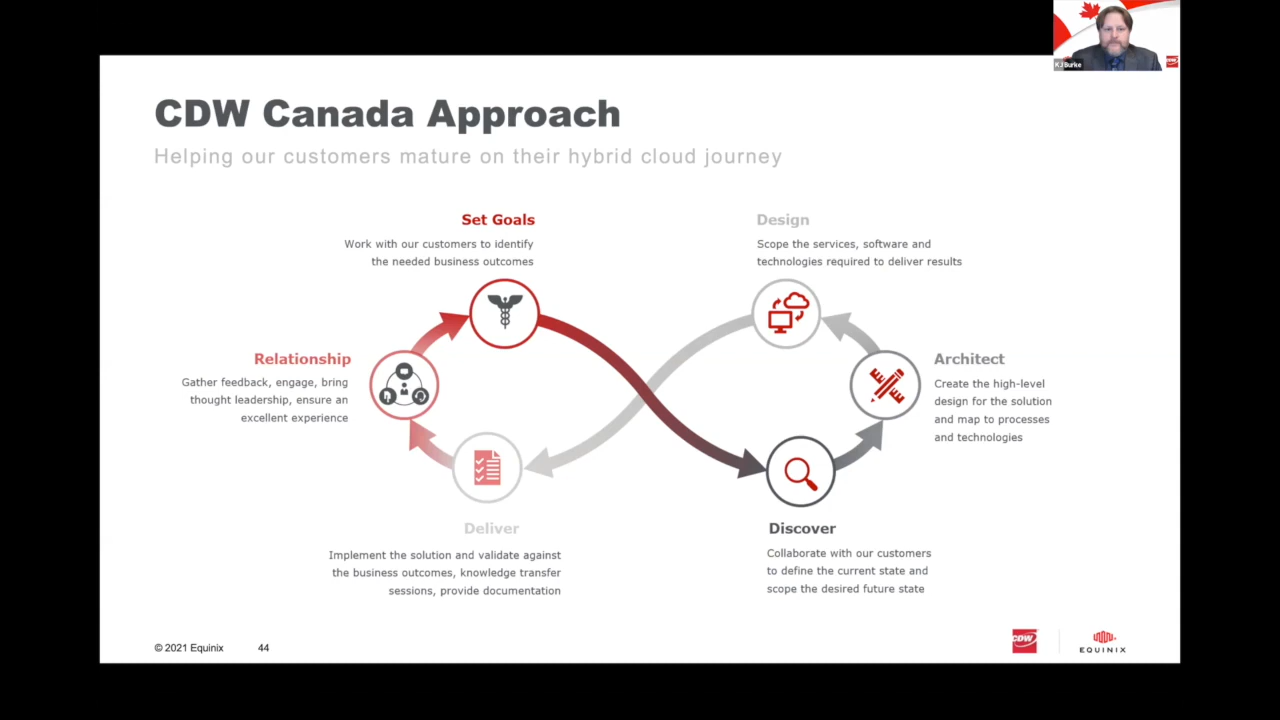 KJ Burke
CDW
CDW Canada Approach
Helping our customers mature on their hybrid cloud journey
Set Goals
Work with our customers to identify
the needed business outcomes
Design
Scope the services, software and
technologies required to deliver results
Relationship
Gather feedback, engage, bring
thought leadership, ensure an
excellent experience
Architect
Create the high-level
design for the solution
and map to processes
and technologies
Deliver
Implement the solution and validate against
the business outcomes, knowledge transfer
sessions, provide documentation
Discover
Collaborate with our customers
to define the current state and
scope the desired future state
© 2021 Equinix 44
CDW
EQUINIX